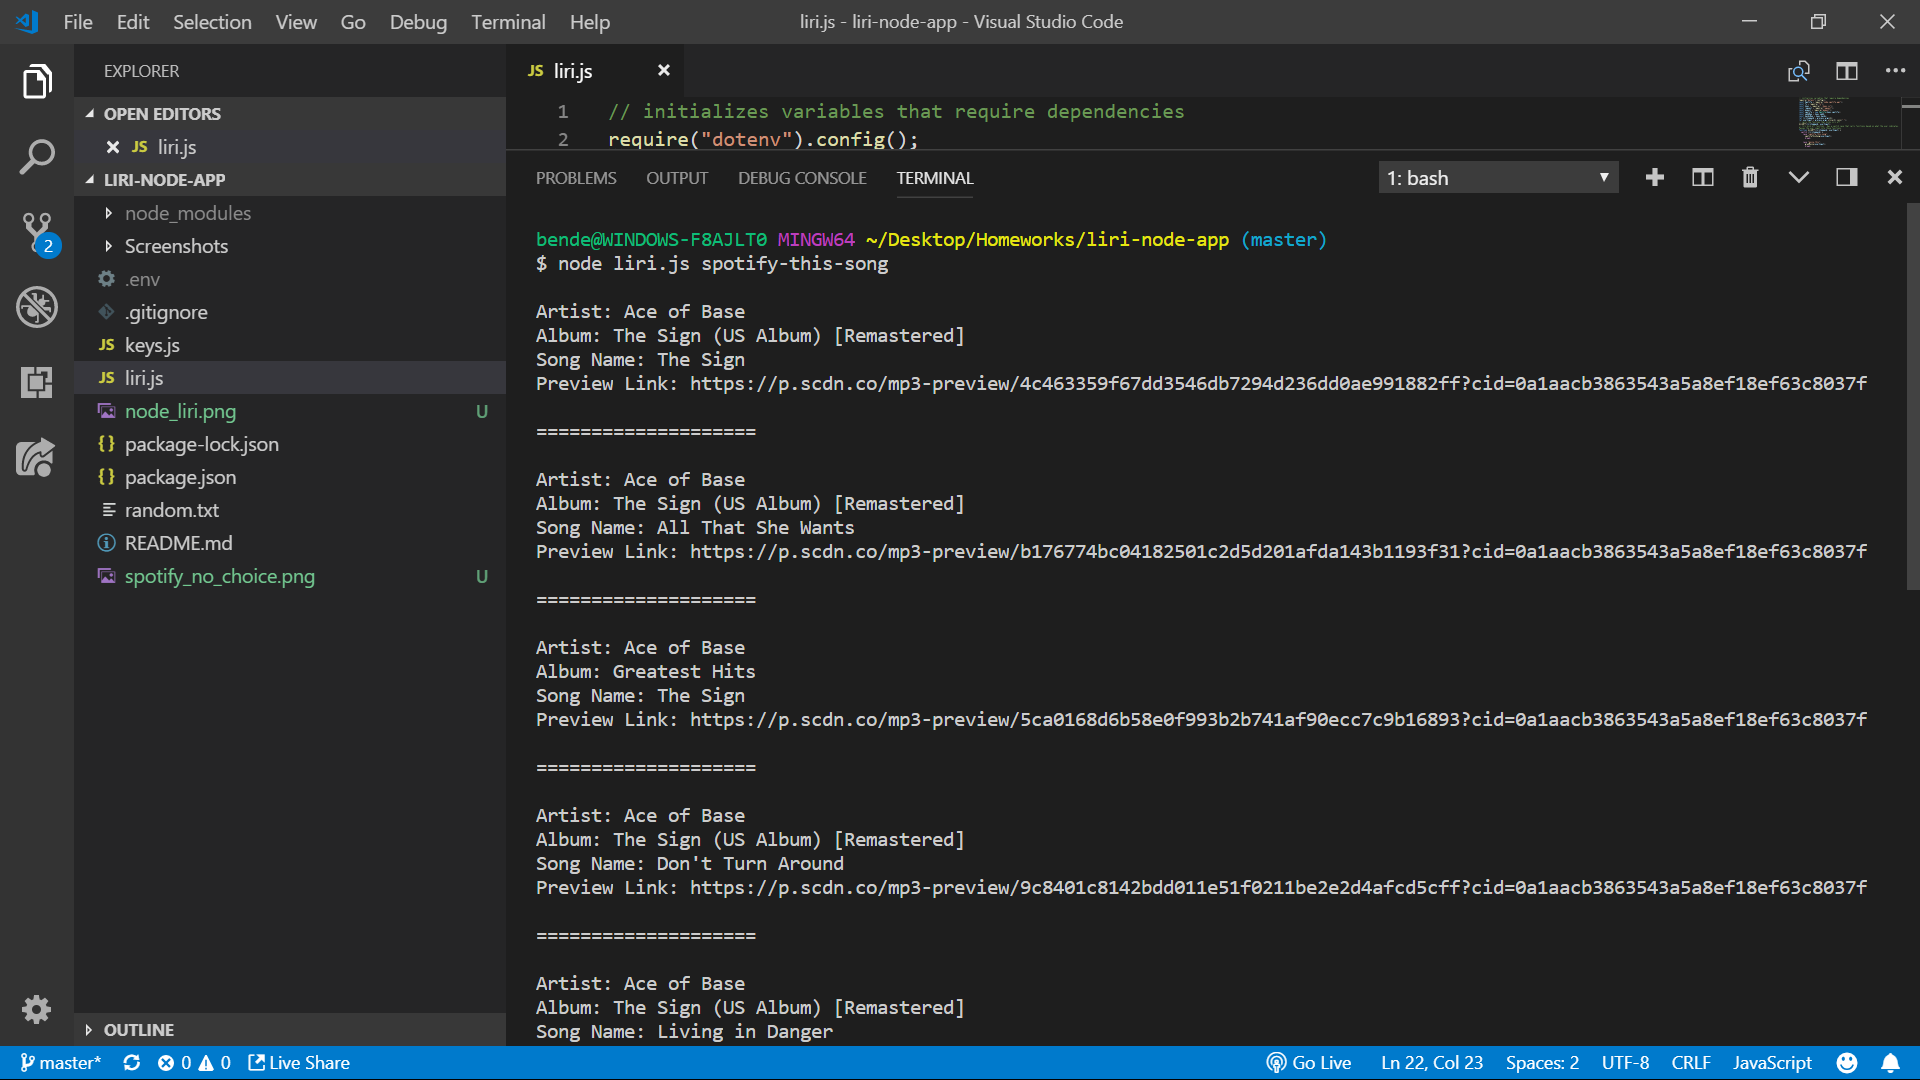 File Edit Selection View Go Debug Terminal Help
liri.js - liri-node-app - Visual Studio Code
EXPLORER
OPEN EDITORS
JS liri.js
LIRI-NODE-APP
node_modules
Screenshots
.env
.gitignore
JS keys.js
JS liri.js
node_liri.png U
{} package-lock.json
{} package.json
random.txt
README.md
spotify_no_choice.png U
OUTLINE
2
JS liri.js
1 // initializes variables that require dependencies
2 require("dotenv").config();
PROBLEMS OUTPUT DEBUG CONSOLE TERMINAL
1: bash
bende@WINDOWS-F8AJLT0 MINGW64 ~/Desktop/Homeworks/liri-node-app (master)
$ node liri.js spotify-this-song
Artist: Ace of Base
Album: The Sign (US Album) [Remastered]
Song Name: The Sign
Preview Link: https://p.scdn.co/mp3-preview/4c463359f67dd3546db7294d236dd0ae991882ff?cid=0a1aacb3863543a5a8ef18ef63c8037f
====================
Artist: Ace of Base
Album: The Sign (US Album) [Remastered]
Song Name: All That She Wants
Preview Link: https://p.scdn.co/mp3-preview/b176774bc04182501c2d5d201afda143b1193f31?cid=0a1aacb3863543a5a8ef18ef63c8037f
====================
Artist: Ace of Base
Album: Greatest Hits
Song Name: The Sign
Preview Link: https://p.scdn.co/mp3-preview/5ca0168d6b58e0f993b2b741af90ecc7c9b16893?cid=0a1aacb3863543a5a8ef18ef63c8037f
====================
Artist: Ace of Base
Album: The Sign (US Album) [Remastered]
Song Name: Don't Turn Around
Preview Link: https://p.scdn.co/mp3-preview/9c8401c8142bdd011e51f0211be2e2d4afcd5cff?cid=0a1aacb3863543a5a8ef18ef63c8037f
====================
Artist: Ace of Base
Album: The Sign (US Album) [Remastered]
Song Name: Living in Danger
master* 0 0 Live Share
Go Live Ln 22, Col 23 Spaces: 2 UTF-8 CRLF JavaScript